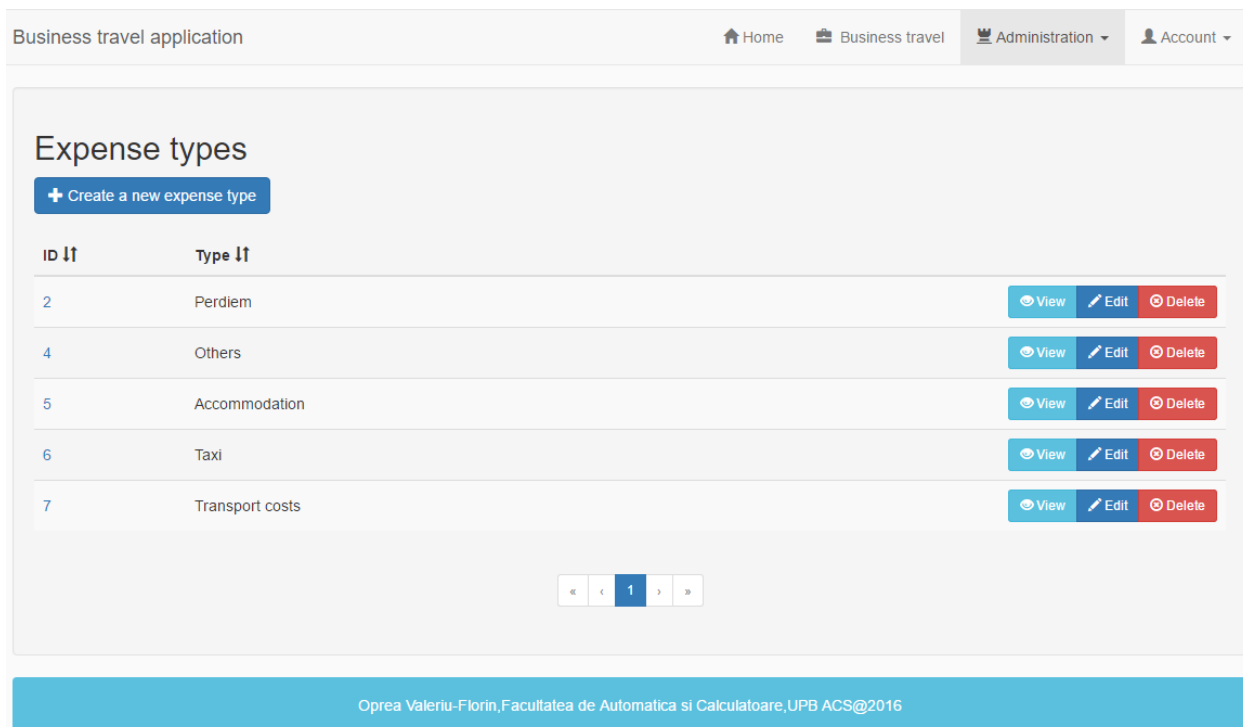 Business travel application Home Business travel Administration Account
Expense types
Create a new expense type
ID Type
2 Perdiem View Edit Delete
4 Others View Edit Delete
5 Accommodation View Edit Delete
6 Taxi View Edit Delete
7 Transport costs View Edit Delete
« ‹ 1 › »
Oprea Valeriu-Florin,Facultatea de Automatica si Calculatoare,UPB ACS@2016